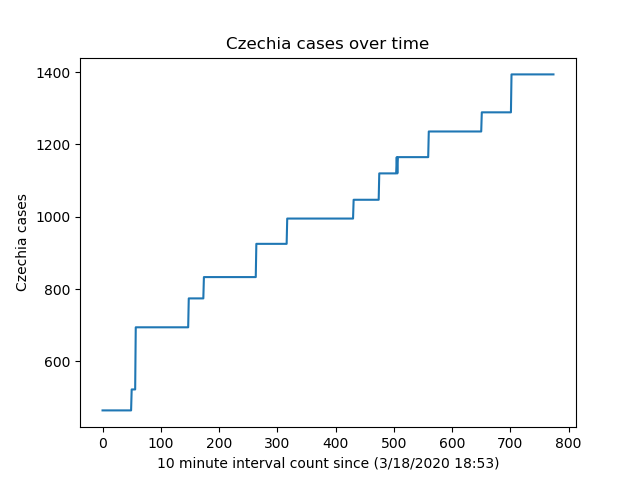 Czechia cases over time
1400
1200
1000
800
600
Czechia cases
0 100 200 300 400 500 600 700 800
10 minute interval count since (3/18/2020 18:53)